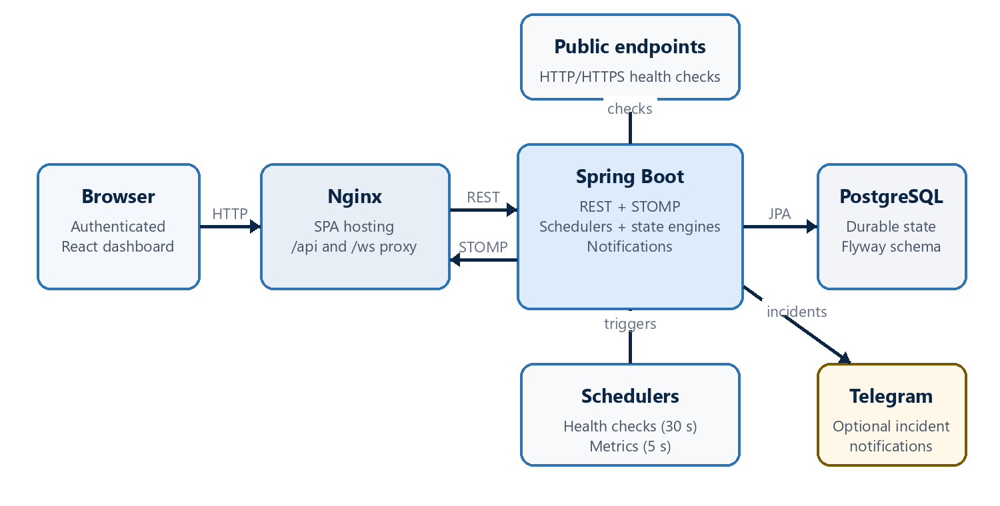 Public endpoints
HTTP/HTTPS health checks
checks
Browser
Authenticated
React dashboard
HTTP
Nginx
SPA hosting
/api and /ws proxy
REST
STOMP
Spring Boot
REST + STOMP
Schedulers + state engines
Notifications
JPA
PostgreSQL
Durable state
Flyway schema
triggers
incidents
Schedulers
Health checks (30 s)
Metrics (5 s)
Telegram
Optional incident
notifications